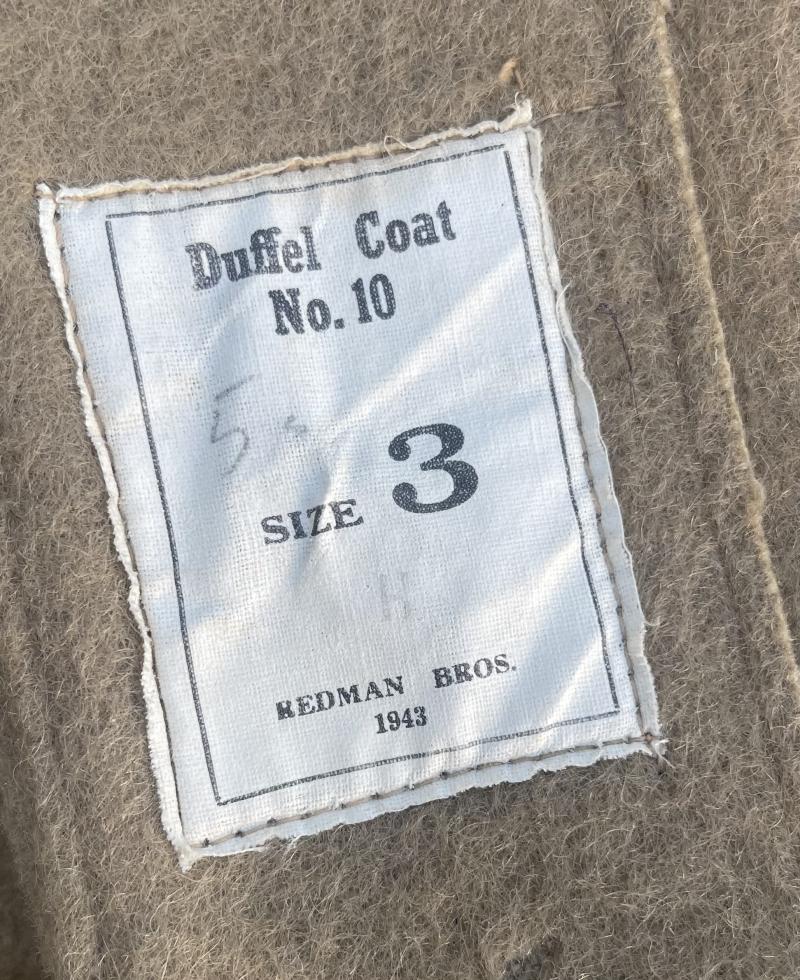 Duffel Coat
No. 10
5
SIZE 3
H
REDMAN BROS.
1943